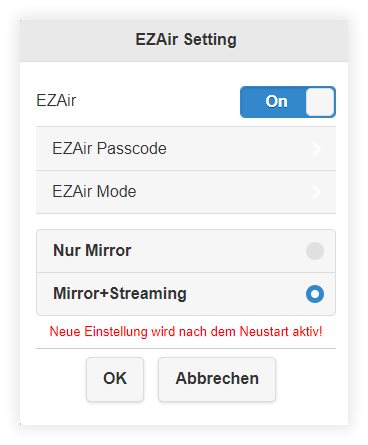 EZAir Setting
EZAir
On
EZAir Passcode
EZAir Mode
Nur Mirror
Mirror+Streaming
Neue Einstellung wird nach dem Neustart aktiv!
OK
Abbrechen